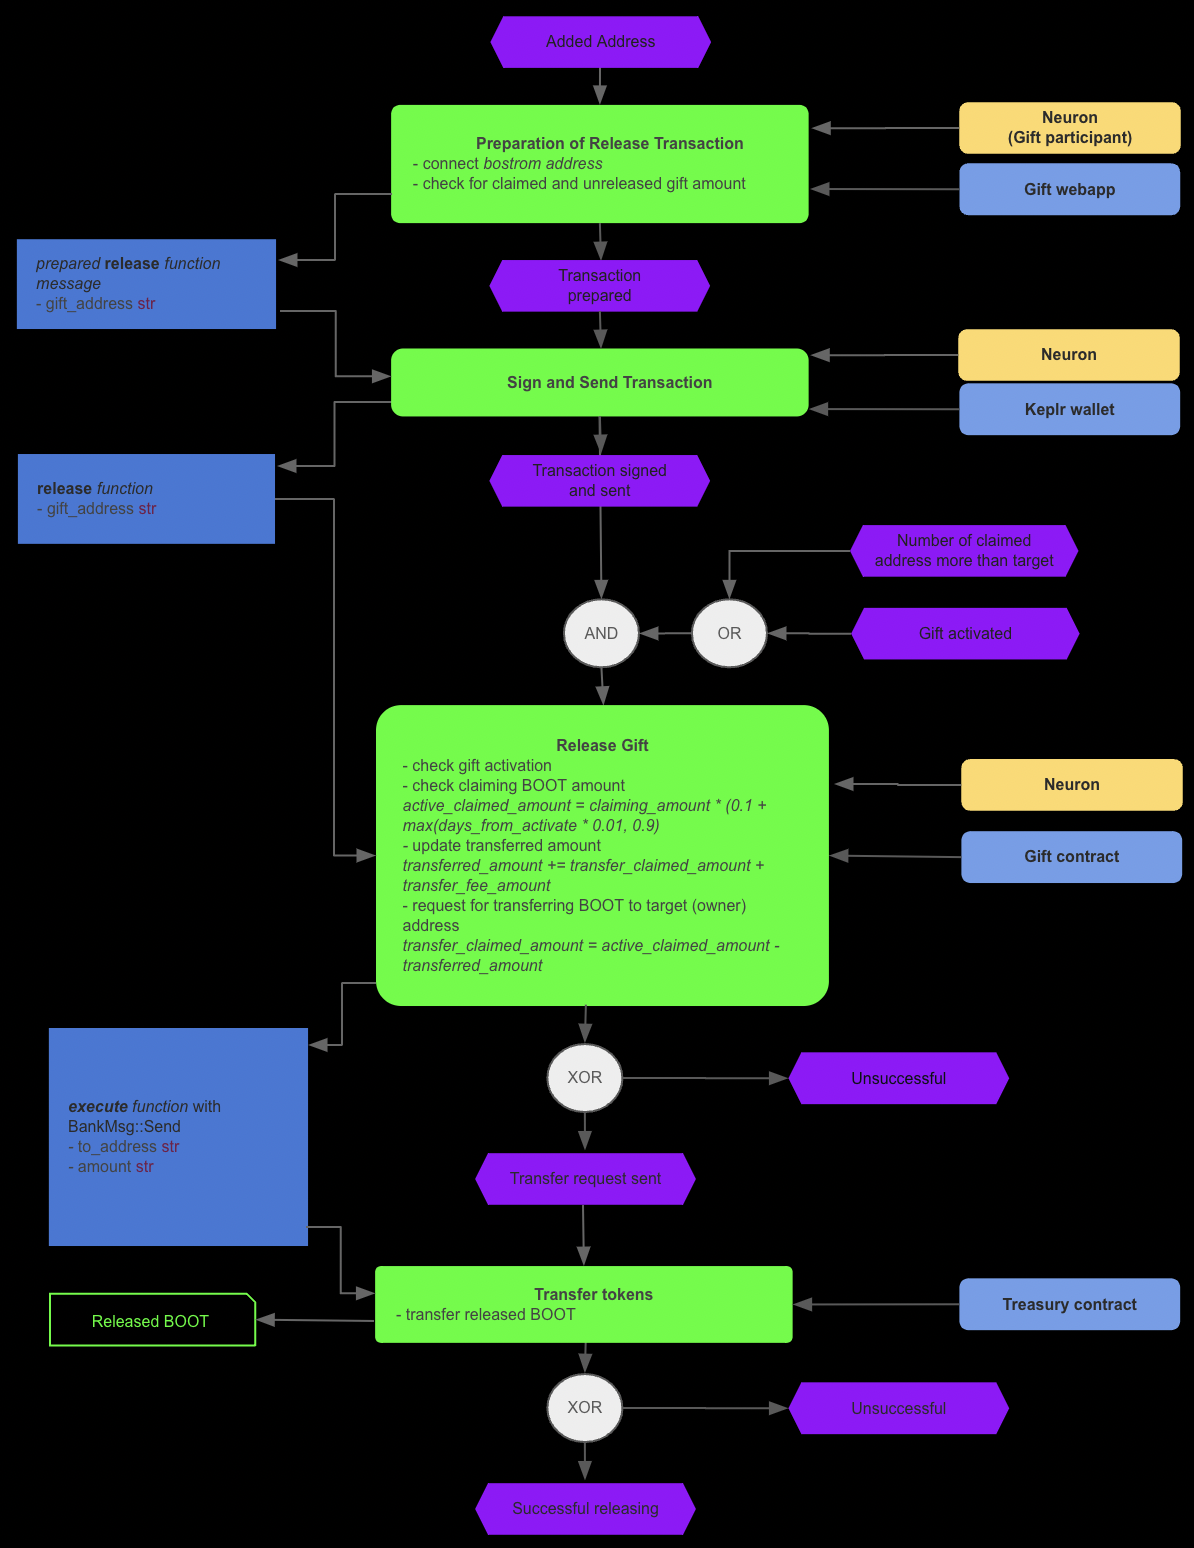 Added Address
Preparation of Release Transaction
- connect bostrom address
- check for claimed and unreleased gift amount
Neuron
(Gift participant)
Gift webapp
prepared release function
message
- gift_address str
Transaction
prepared
Sign and Send Transaction
Neuron
Keplr wallet
release function
- gift_address str
Transaction signed
and sent
Number of claimed
address more than target
AND
OR
Gift activated
Release Gift
- check gift activation
- check claiming BOOT amount
active_claimed_amount = claiming_amount * (0.1 +
max(days_from_activate * 0.01, 0.9)
- update transferred amount
transferred_amount += transfer_claimed_amount +
transfer_fee_amount
- request for transferring BOOT to target (owner)
address
transfer_claimed_amount = active_claimed_amount -
transferred_amount
Neuron
Gift contract
execute function with
BankMsg::Send
- to_address str
- amount str
XOR
Unsuccessful
Transfer request sent
Transfer tokens
- transfer released BOOT
Treasury contract
Released BOOT
XOR
Unsuccessful
Successful releasing